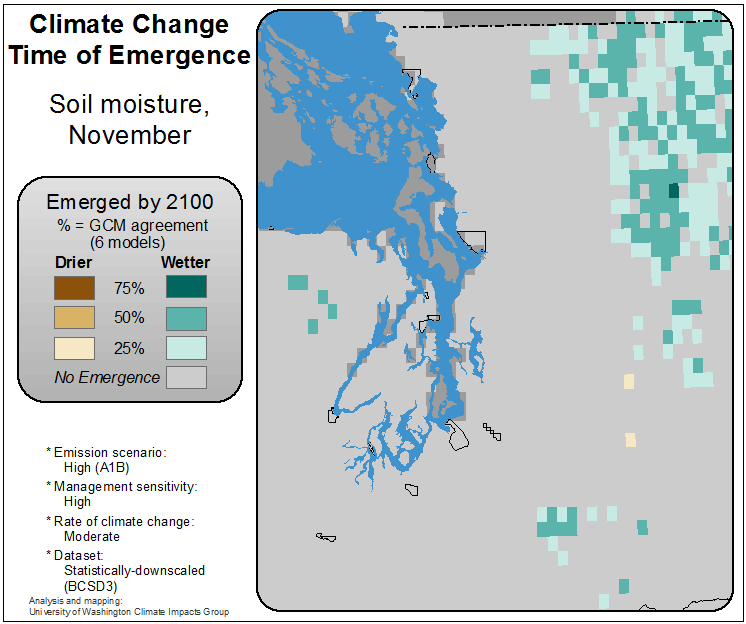 Climate Change
Time of Emergence
Soil moisture,
November
Emerged by 2100
% = GCM agreement
(6 models)
Drier Wetter
75%
50%
25%
No Emergence
* Emission scenario:
High (A1B)
* Management sensitivity:
High
* Rate of climate change:
Moderate
* Dataset:
Statistically-downscaled
(BCSD3)
Analysis and mapping:
University of Washington Climate Impacts Group